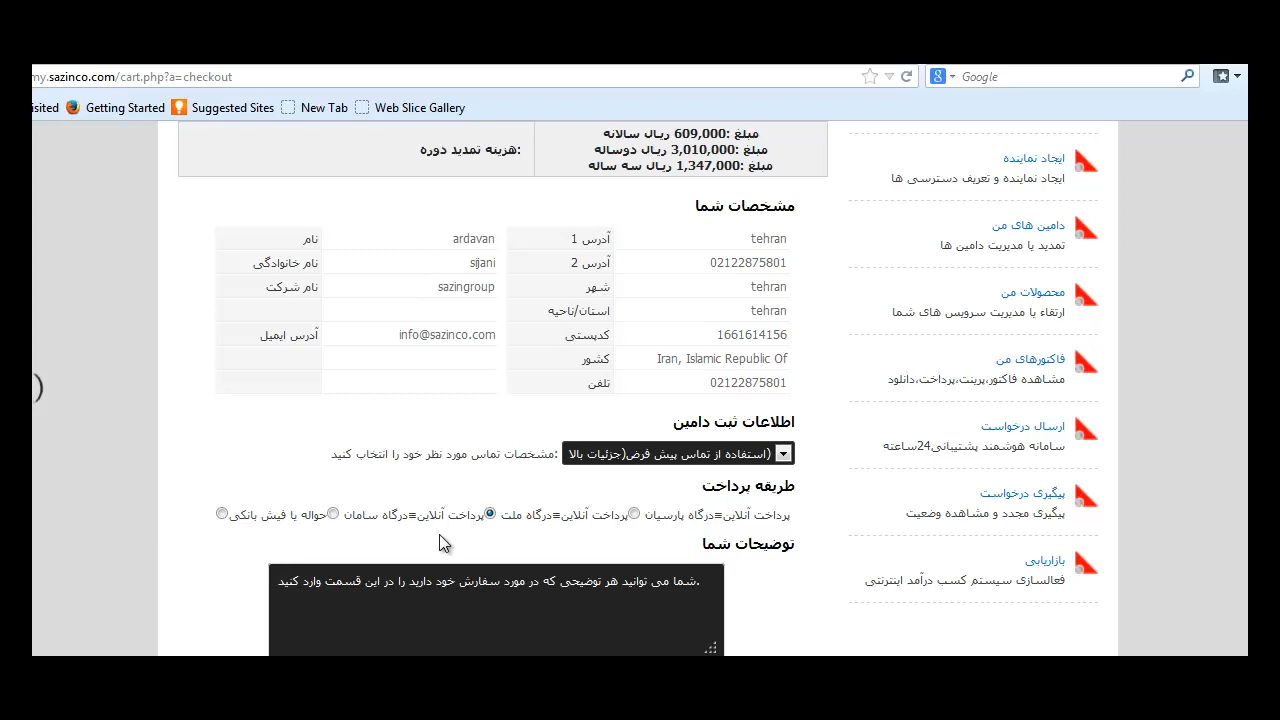 my.sazinco.com/cart.php?a=checkout
Google
isited Getting Started Suggested Sites New Tab Web Slice Gallery
مبلغ :609,000 ریال سالانه
مبلغ :3,010,000 ریال دوساله
مبلغ :1,347,000 ریال سه ساله
:هزینه تمدید دوره
مشخصات شما
tehran آدرس 1 ardavan نام
02122875801 آدرس 2 sijani نام خانوادگی
tehran شهر sazingroup نام شرکت
tehran استان/ناحیه
1661614156 کدپستی info@sazinco.com آدرس ایمیل
Iran, Islamic Republic Of کشور
02122875801 تلفن
اطلاعات ثبت دامین
(استفاده از تماس پیش فرض(جزئیات بالا :مشخصات تماس مورد نظر خود را انتخاب کنید
طریقه پرداخت
پرداخت آنلاین=درگاه پارسیان پرداخت آنلاین=درگاه ملت پرداخت آنلاین=درگاه سامان حواله یا فیش بانکی
توضیحات شما
.شما می توانید هر توضیحی که در مورد سفارش خود دارید را در این قسمت وارد کنید
ایجاد نماینده
ایجاد نماینده و تعریف دسترسی ها
دامین های من
تمدید یا مدیریت دامین ها
محصولات من
ارتقاء یا مدیریت سرویس های شما
فاکتورهای من
مشاهده فاکتور,پرینت,پرداخت,دانلود
ارسال درخواست
سامانه هوشمند پشتیبانی24ساعته
پیگیری درخواست
پیگیری مجدد و مشاهده وضعیت
بازاریابی
فعالسازی سیستم کسب درآمد اینترنتی
)